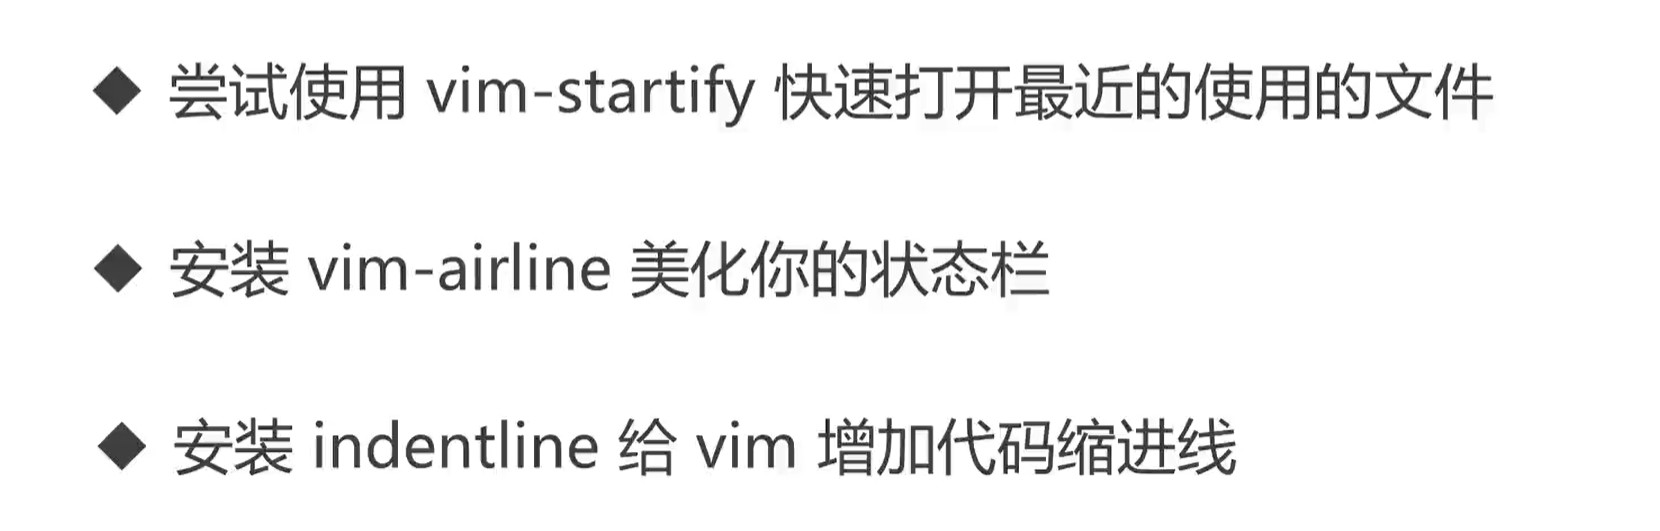 ◆ 尝试使用 vim-startify 快速打开最近的使用的文件
◆ 安装 vim-airline 美化你的状态栏
◆ 安装 indentline 给 vim 增加代码缩进线